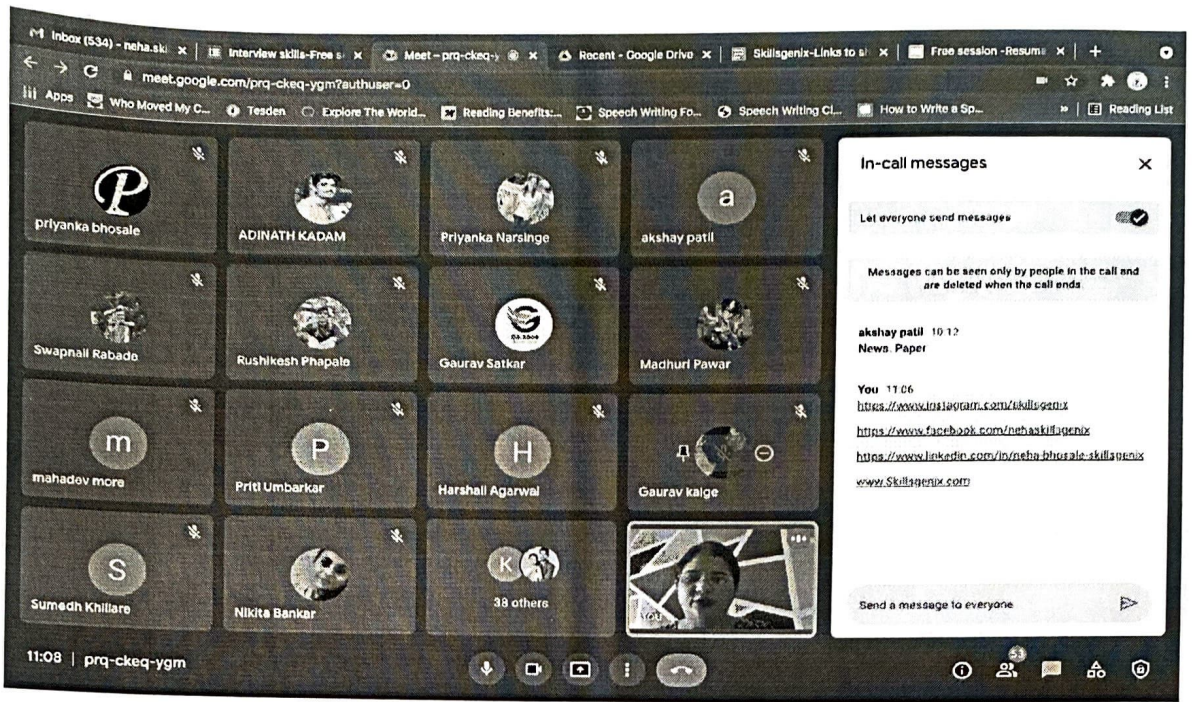 Inbox (534) - neha.ski
Interview skills-Free s
Meet – prq-ckeq-y
Recent - Google Drive
Skillsgenix-Links to sh
Free session -Resume
meet.google.com/prq-ckeq-ygm?authuser=0
Apps
Who Moved My C...
Tesden
Explore The World...
Reading Benefits:...
Speech Writing Fo...
Speech Writing Cl...
How to Write a Sp...
»
Reading List
P
priyanka bhosale
ADINATH KADAM
Priyanka Narsinge
a
akshay patil
Swapnali Rabade
Rushikesh Phapale
Gaurav Satkar
Madhuri Pawar
m
mahadev more
P
Priti Umbarkar
H
Harshali Agarwal
Gaurav kalge
S
Sumedh Khillare
Nikita Bankar
K
38 others
You
In-call messages
Let everyone send messages
Messages can be seen only by people in the call and
are deleted when the call ends
akshay patil 10:12
News. Paper
You 11:06
https://www.instagram.com/skillsgenix
https://www.facebook.com/nehaskillsgenix
https://www.linkedin.com/in/neha-bhosale-skillsgenix
www.Skillsgenix.com
Send a message to everyone
11:08 | prq-ckeq-ygm
53